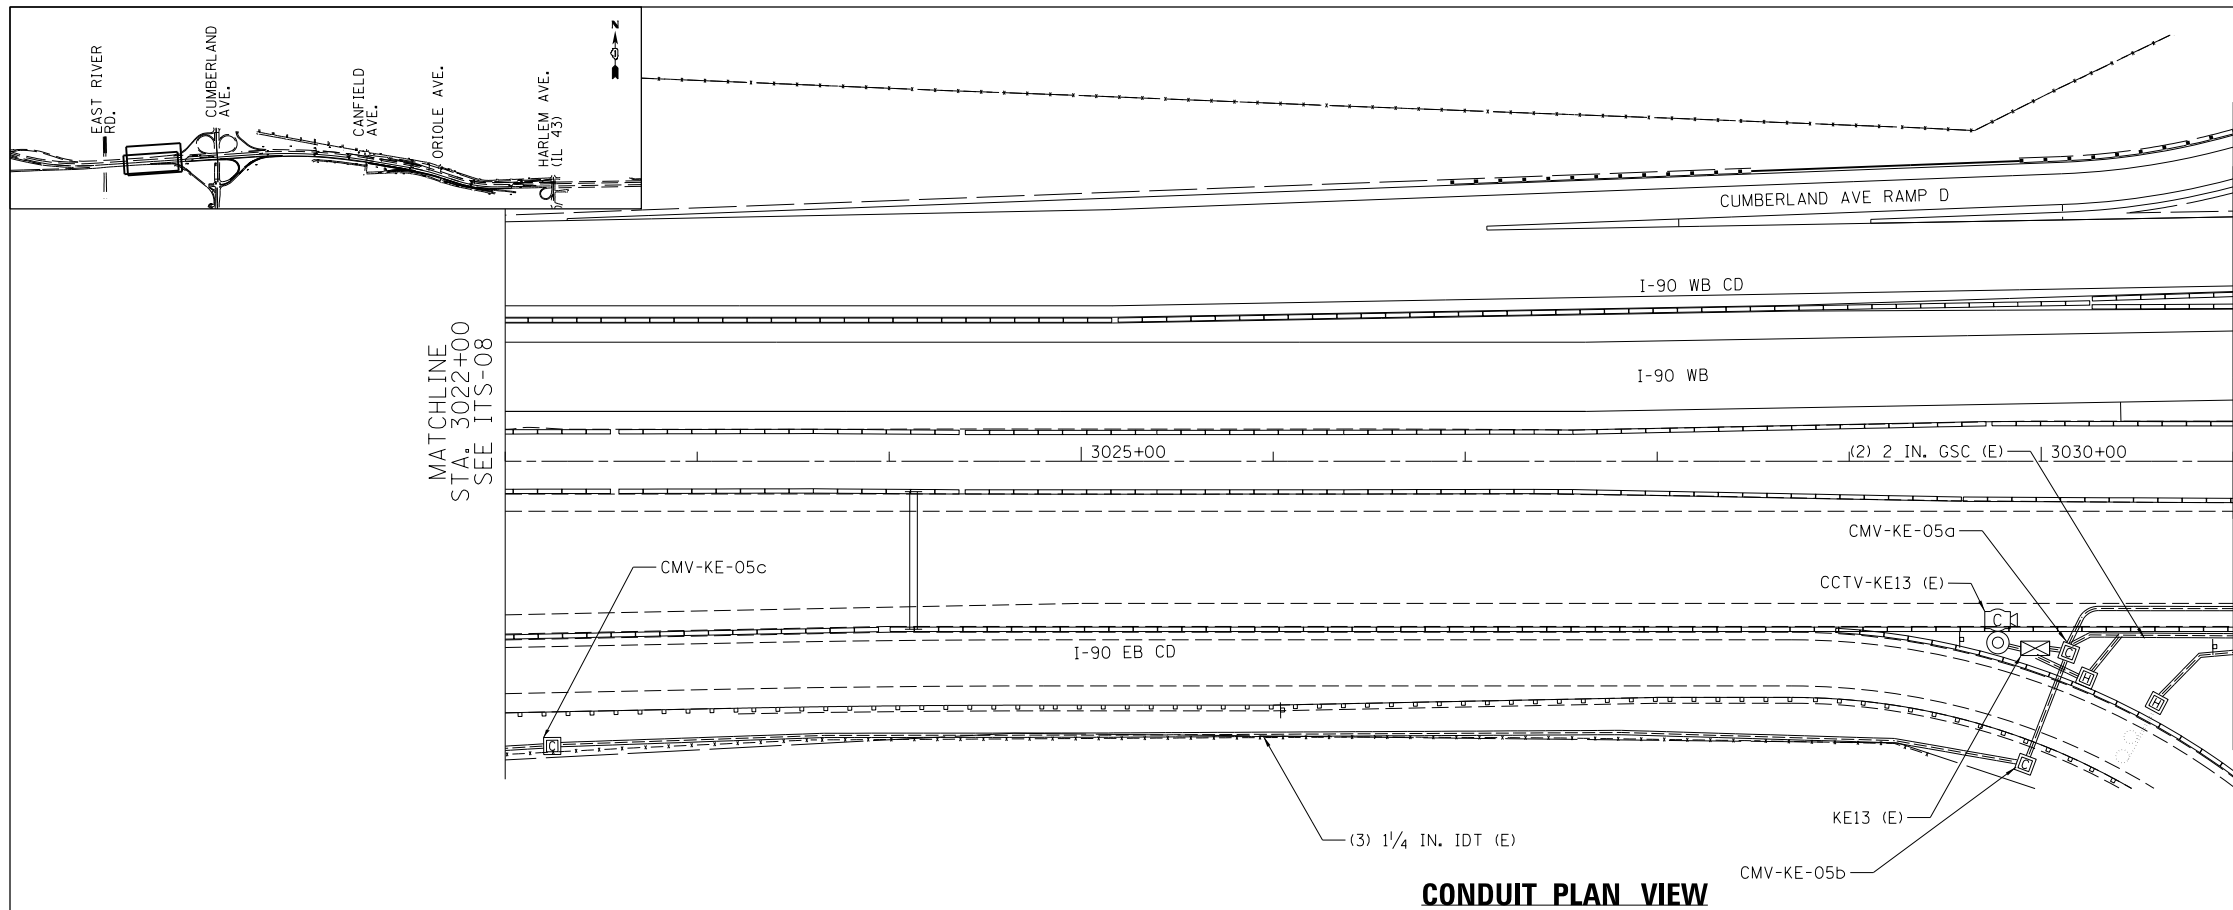 EAST RIVER
RD.
CUMBERLAND
AVE.
CANFIELD
AVE.
ORIOLE AVE.
HARLEM AVE.
(IL 43)
N
CUMBERLAND AVE RAMP D
I-90 WB CD
MATCHLINE
STA. 3022+00
SEE ITS-08
I-90 WB
3025+00
(2) 2 IN. GSC (E)
3030+00
CMV-KE-05a
CMV-KE-05c
CCTV-KE13 (E)
C
I-90 EB CD
C
H
H
C
C
KE13 (E)
(3) 1 1/4 IN. IDT (E)
CMV-KE-05b
CONDUIT PLAN VIEW